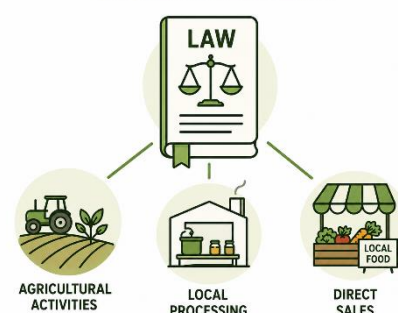 LAW
LOCAL
FOOD
AGRICULTURAL
ACTIVITIES
LOCAL
PROCESSING
DIRECT
SALES